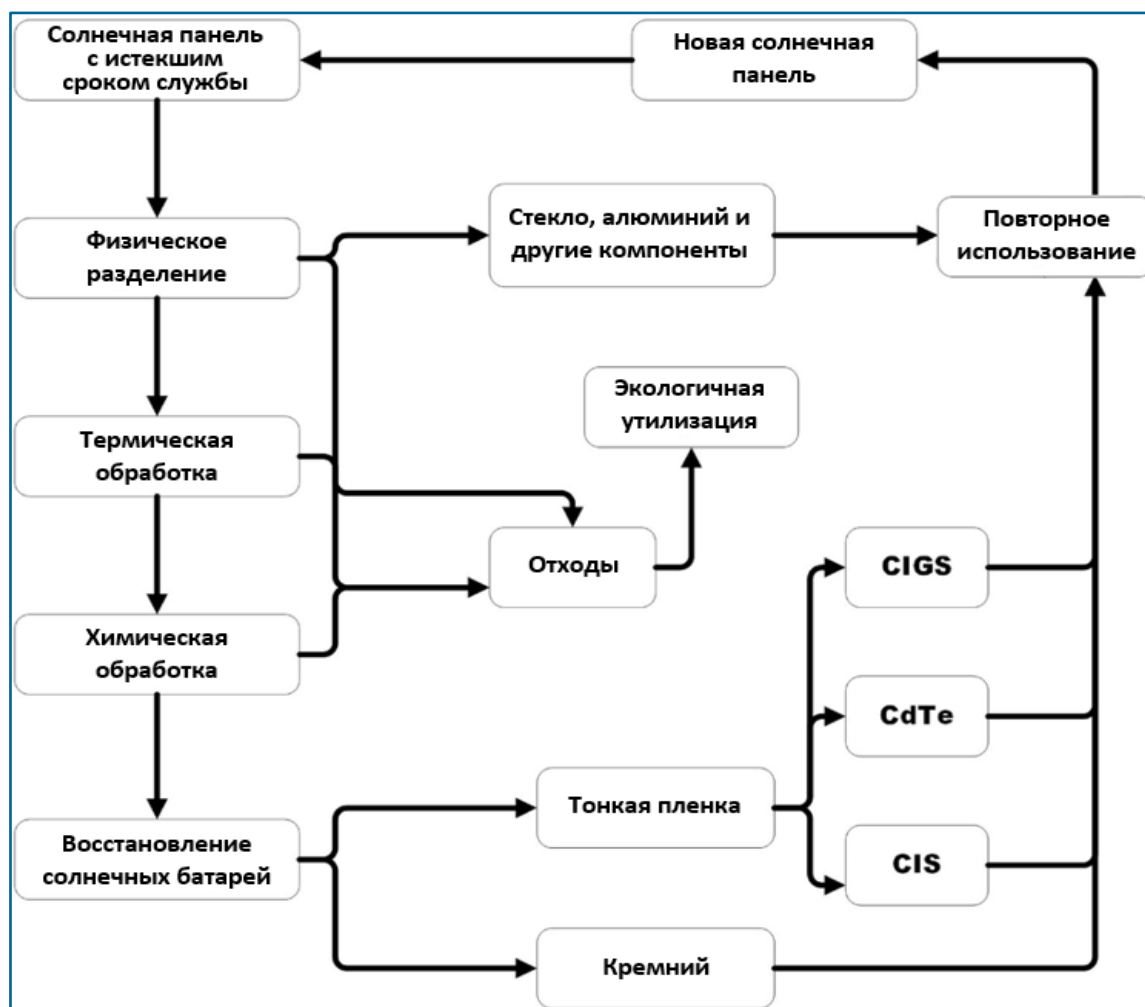 Солнечная панель
с истекшим
сроком службы
Новая солнечная
панель
Физическое
разделение
Стекло, алюминий и
другие компоненты
Повторное
использование
Экологичная
утилизация
Термическая
обработка
Отходы
CIGS
Химическая
обработка
CdTe
Тонкая пленка
Восстановление
солнечных батарей
CIS
Кремний